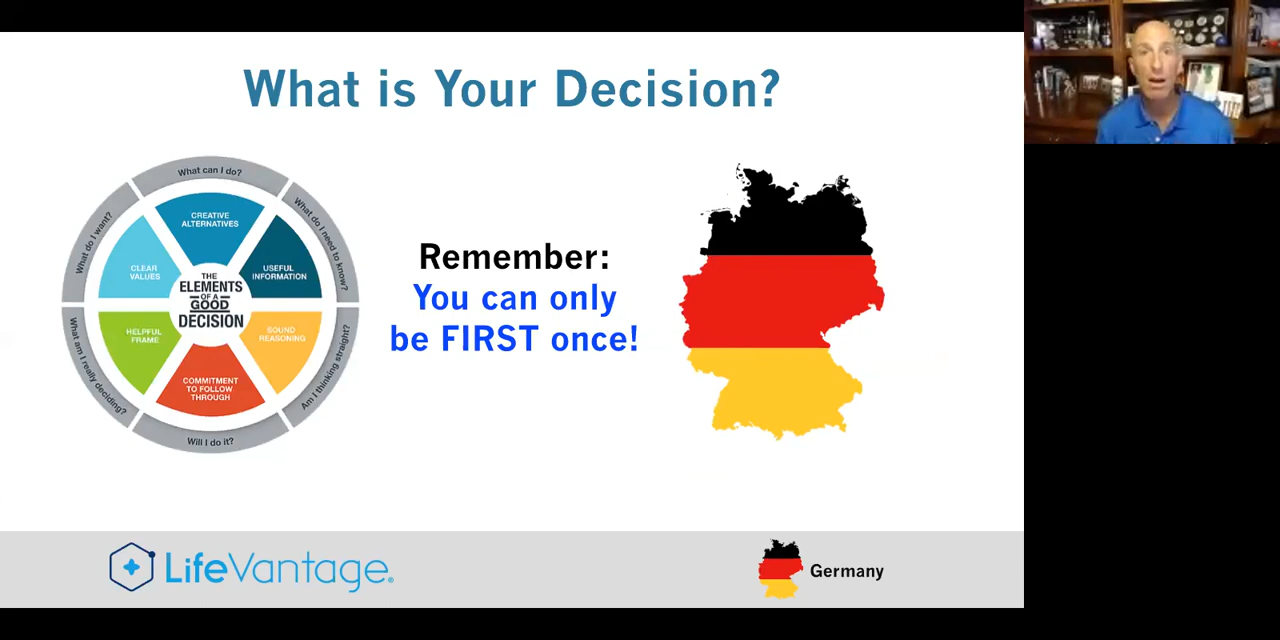 What is Your Decision?
What can I do?
What do I want?
What do I need to know?
CREATIVE
ALTERNATIVES
CLEAR
VALUES
USEFUL
INFORMATION
THE
ELEMENTS
OF A
GOOD
DECISION
HELPFUL
FRAME
SOUND
REASONING
COMMITMENT
TO FOLLOW
THROUGH
What am I really deciding?
Am I thinking straight?
Will I do it?
Remember:
You can only
be FIRST once!
LifeVantage®
Germany